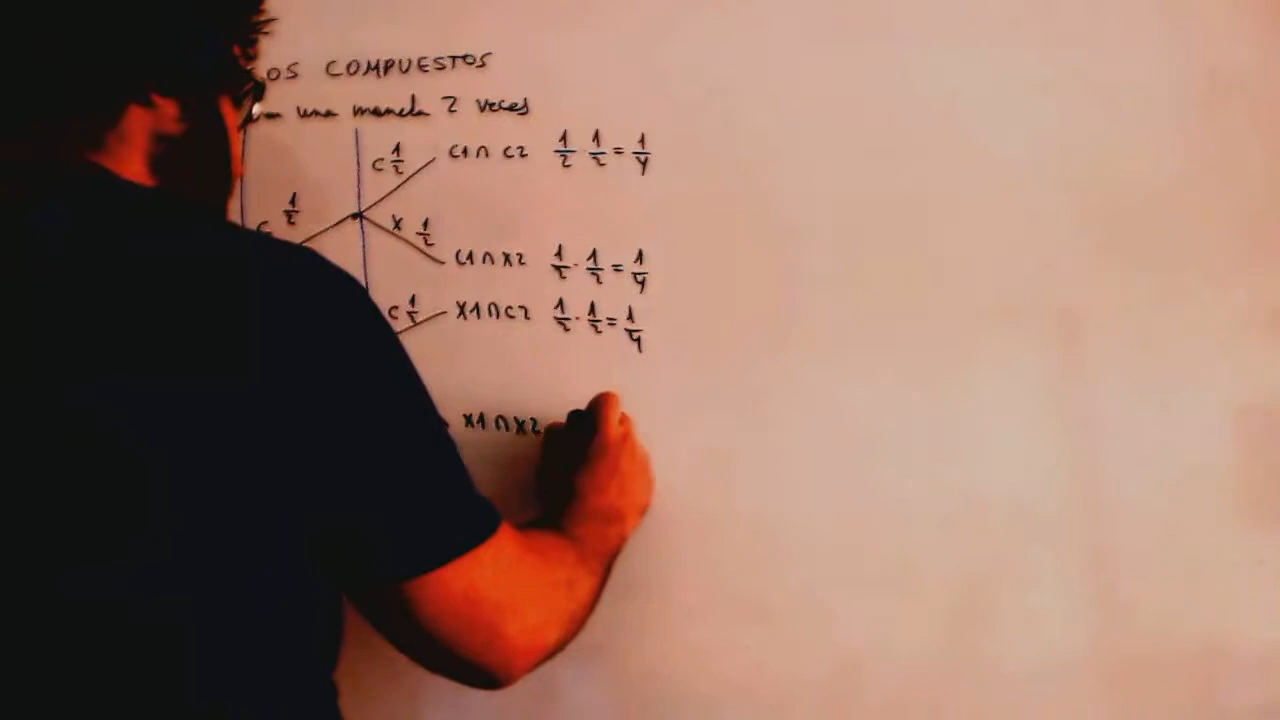 OS COMPUESTOS
una moneda 2 veces
C 1/2 C1 ∩ C2 1/2 · 1/2 = 1/4
C 1/2
X 1/2 C1 ∩ X2 1/2 · 1/2 = 1/4
C 1/2 X1 ∩ C2 1/2 · 1/2 = 1/4
X1 ∩ X2